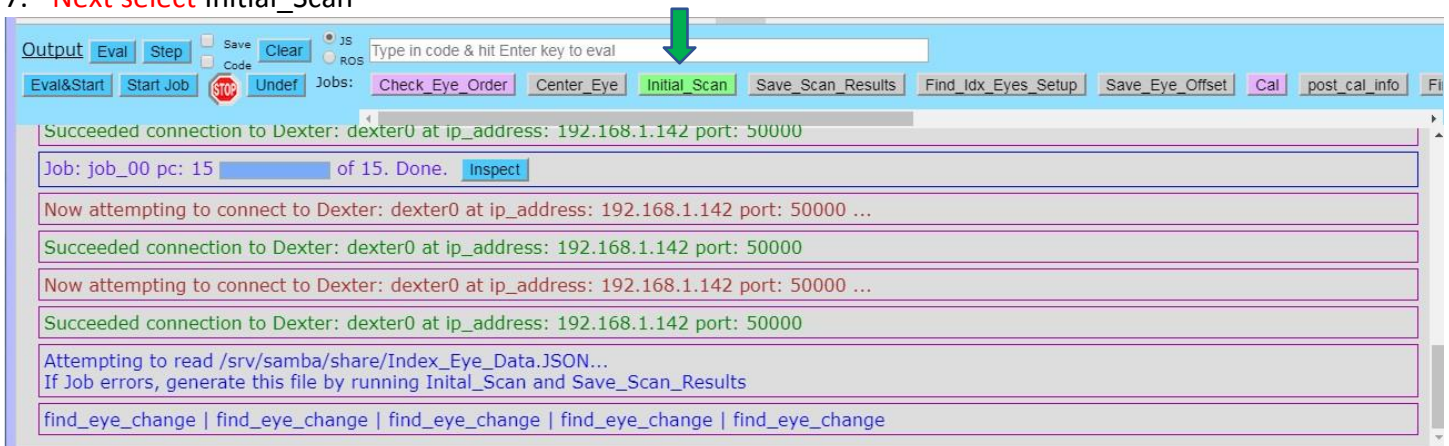 7. Next select Initial_Scan
Output Eval Step Save Code Clear JS ROS Type in code & hit Enter key to eval
Eval&Start Start Job STOP Undef Jobs: Check_Eye_Order Center_Eye Initial_Scan Save_Scan_Results Find_Idx_Eyes_Setup Save_Eye_Offset Cal post_cal_info
Succeeded connection to Dexter: dexter0 at ip_address: 192.168.1.142 port: 50000
Job: job_00 pc: 15 of 15. Done. Inspect
Now attempting to connect to Dexter: dexter0 at ip_address: 192.168.1.142 port: 50000 ...
Succeeded connection to Dexter: dexter0 at ip_address: 192.168.1.142 port: 50000
Now attempting to connect to Dexter: dexter0 at ip_address: 192.168.1.142 port: 50000 ...
Succeeded connection to Dexter: dexter0 at ip_address: 192.168.1.142 port: 50000
Attempting to read /srv/samba/share/Index_Eye_Data.JSON...
If Job errors, generate this file by running Inital_Scan and Save_Scan_Results
find_eye_change | find_eye_change | find_eye_change | find_eye_change | find_eye_change